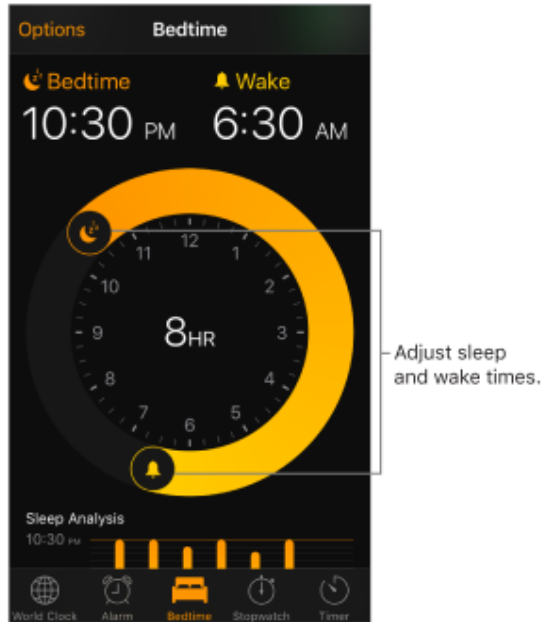 Options Bedtime
Bedtime Wake
10:30 PM 6:30 AM
12
11 1
10 2
9 8HR 3
8 4
7 5
6
Adjust sleep
and wake times.
Sleep Analysis
10:30 PM
World Clock Alarm Bedtime Stopwatch Timer